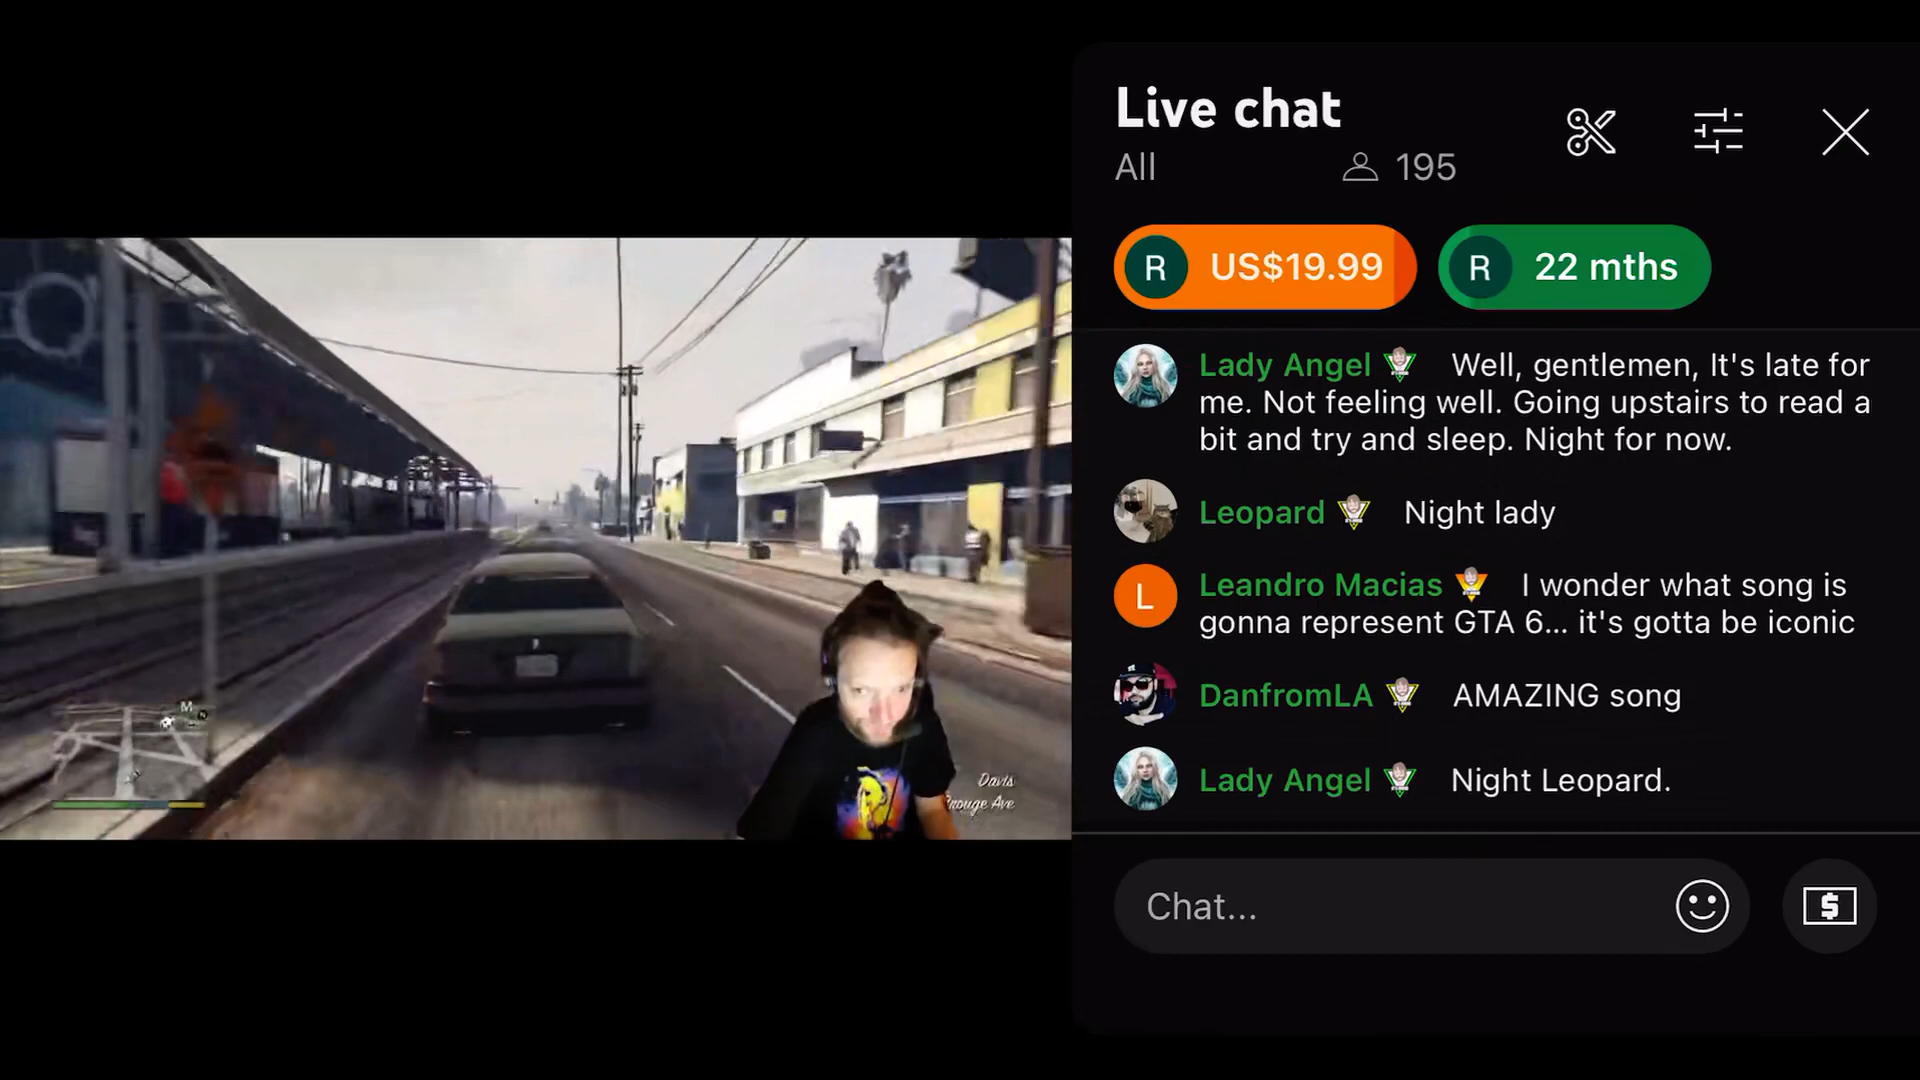 Live chat
All 195
R US$19.99 R 22 mths
Lady Angel Well, gentlemen, It's late for
me. Not feeling well. Going upstairs to read a
bit and try and sleep. Night for now.
Leopard Night lady
Leandro Macias I wonder what song is
L
gonna represent GTA 6... it's gotta be iconic
DanfromLA AMAZING song
Lady Angel Night Leopard.
Chat...
$
M
Davis
Ave